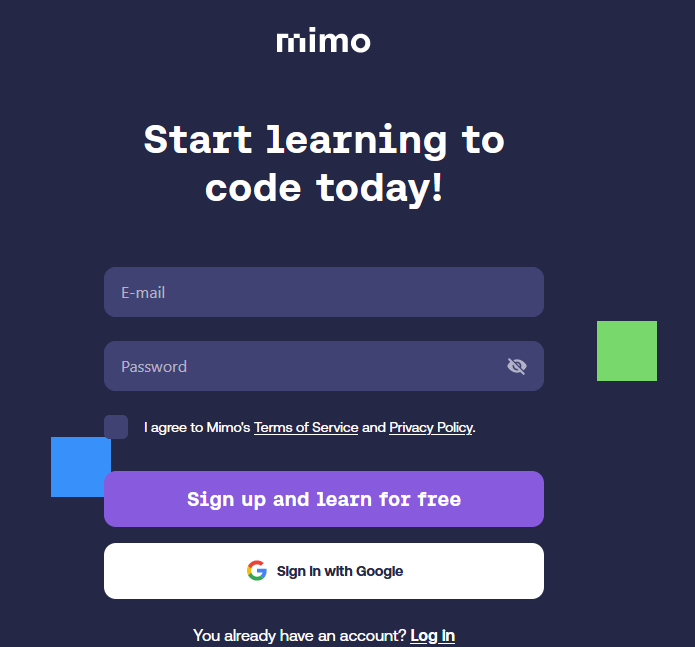 mimo
Start learning to
code today!
E-mail
Password
I agree to Mimo's Terms of Service and Privacy Policy.
Sign up and learn for free
Sign in with Google
You already have an account? Log in